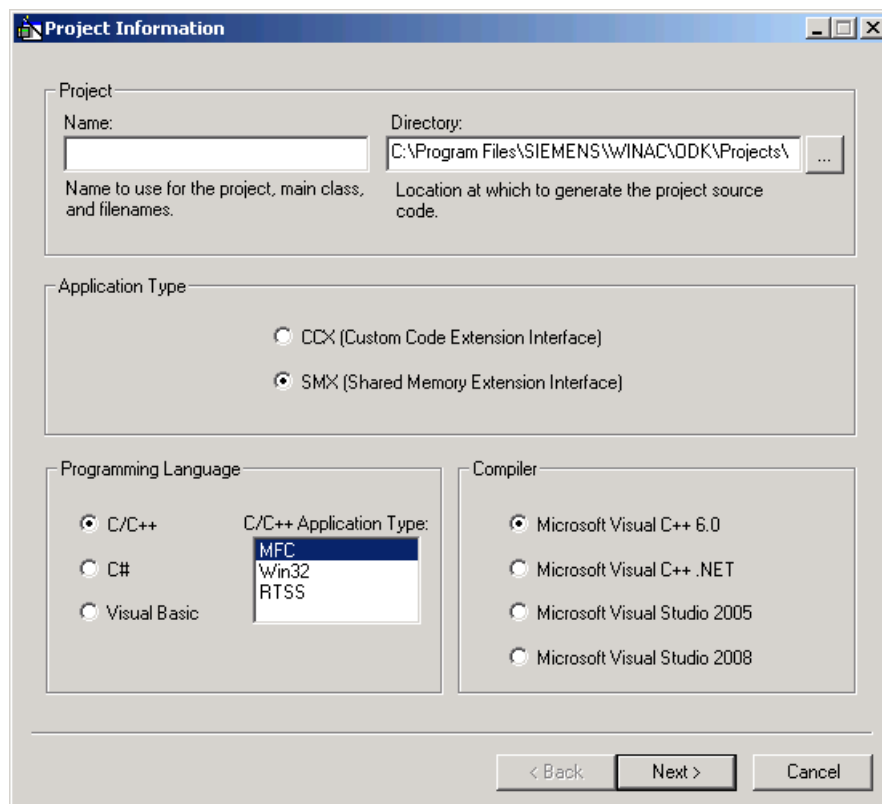 Project Information
Project
Name:
Directory:
C:\Program Files\SIEMENS\WINAC\ODK\Projects\
...
Name to use for the project, main class,
and filenames.
Location at which to generate the project source
code.
Application Type
CCX (Custom Code Extension Interface)
SMX (Shared Memory Extension Interface)
Programming Language
C/C++
C#
Visual Basic
C/C++ Application Type:
MFC
Win32
RTSS
Compiler
Microsoft Visual C++ 6.0
Microsoft Visual C++ .NET
Microsoft Visual Studio 2005
Microsoft Visual Studio 2008
< Back
Next >
Cancel